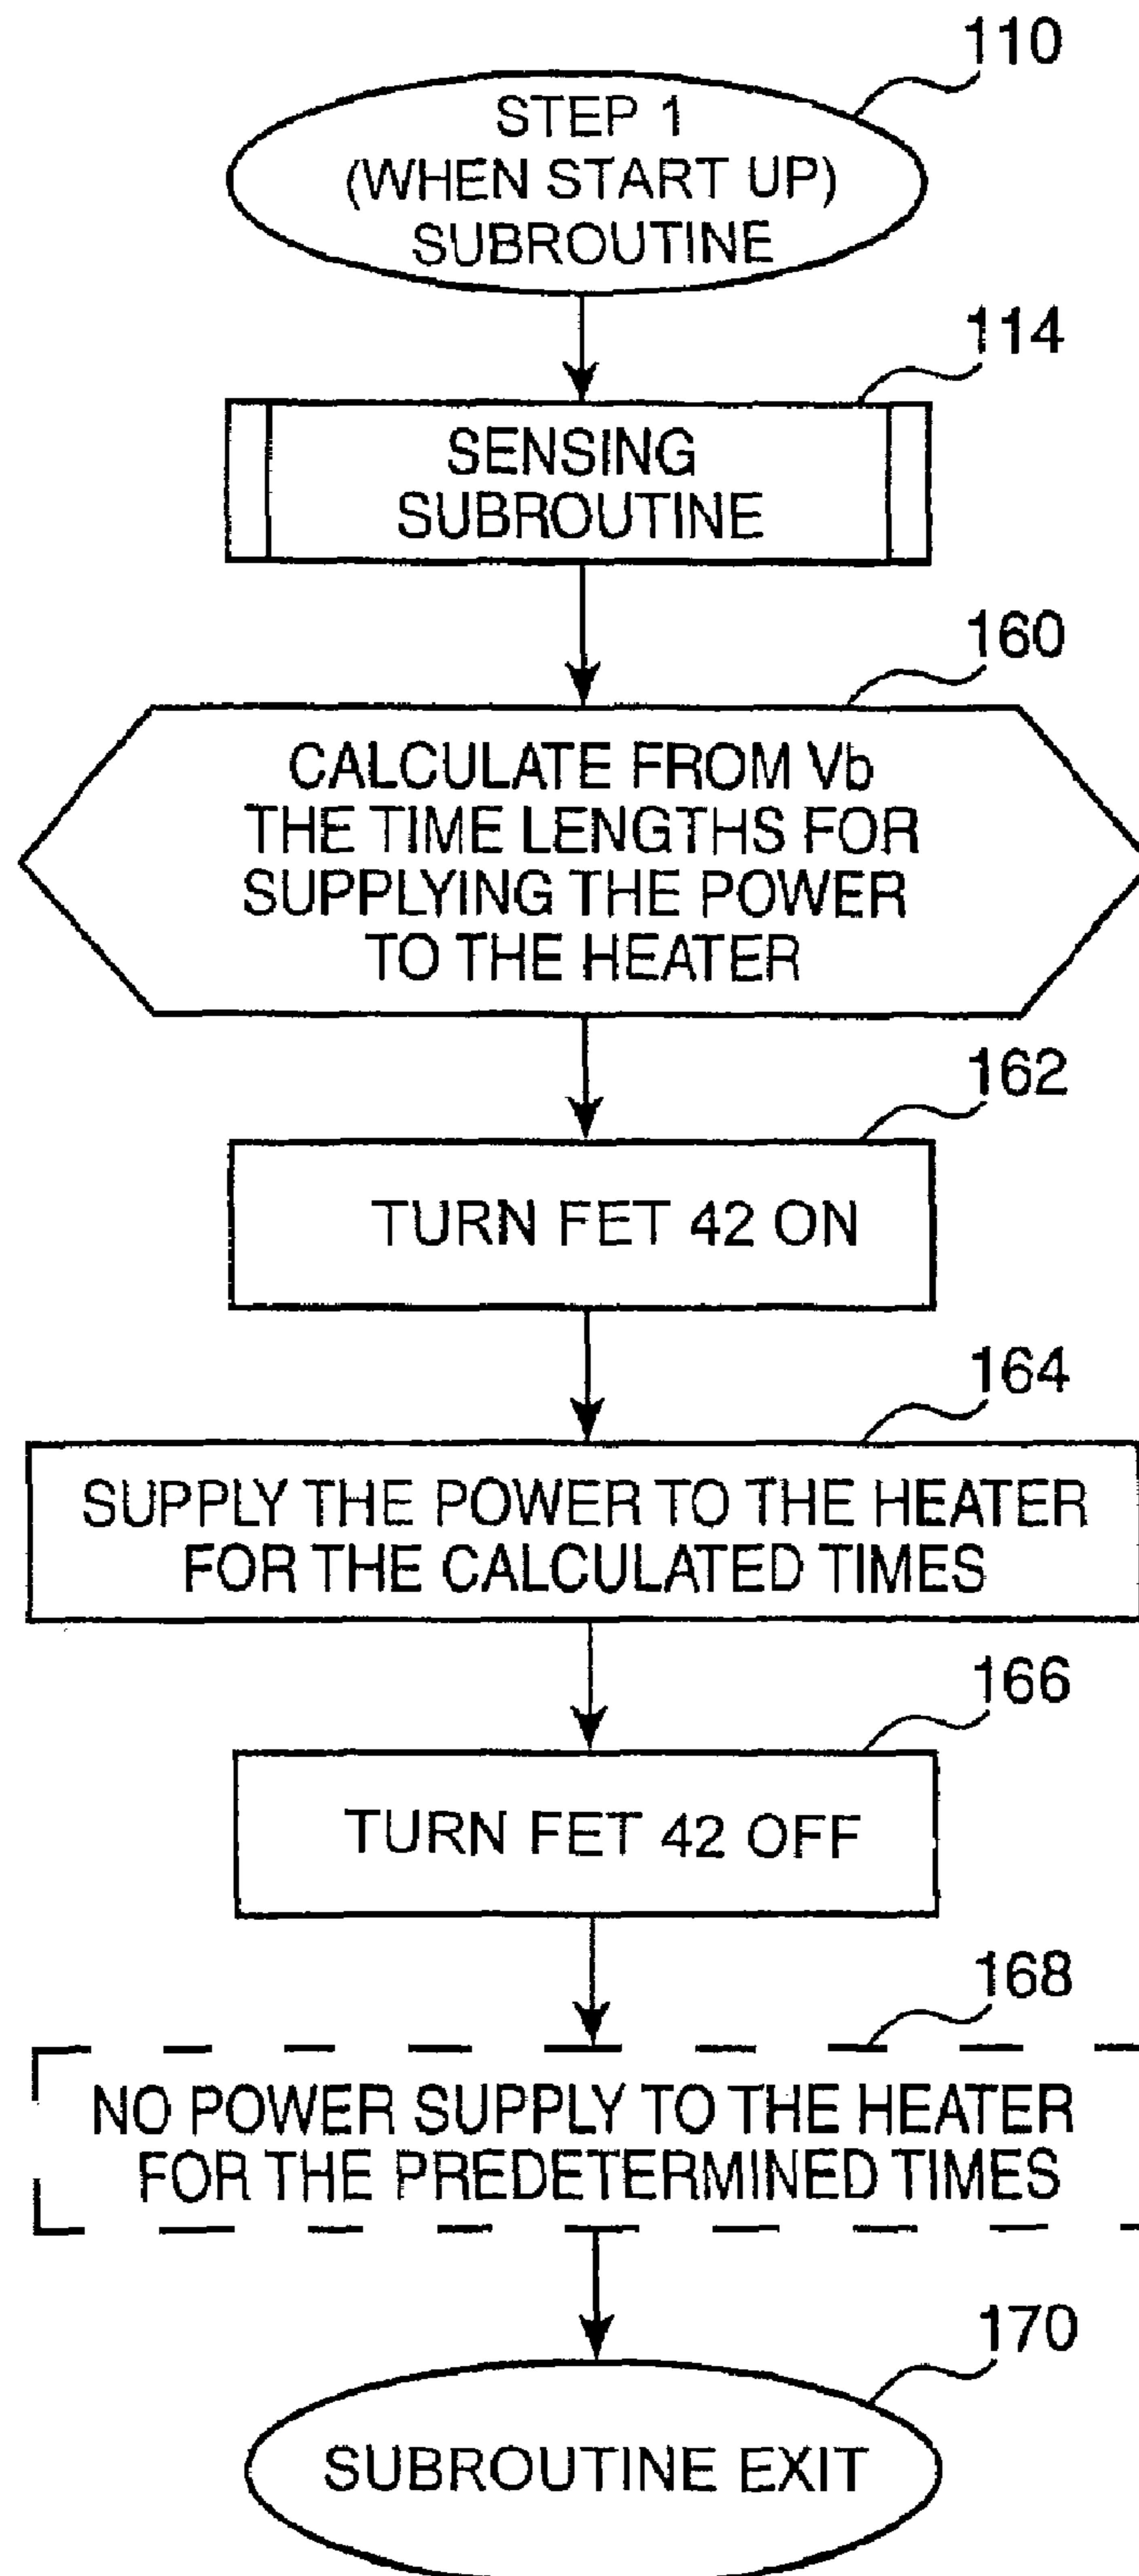 110
STEP 1
(WHEN START UP)
SUBROUTINE
114
SENSING
SUBROUTINE
160
CALCULATE FROM Vb
THE TIME LENGTHS FOR
SUPPLYING THE POWER
TO THE HEATER
162
TURN FET 42 ON
164
SUPPLY THE POWER TO THE HEATER
FOR THE CALCULATED TIMES
166
TURN FET 42 OFF
168
NO POWER SUPPLY TO THE HEATER
FOR THE PREDETERMINED TIMES
170
SUBROUTINE EXIT